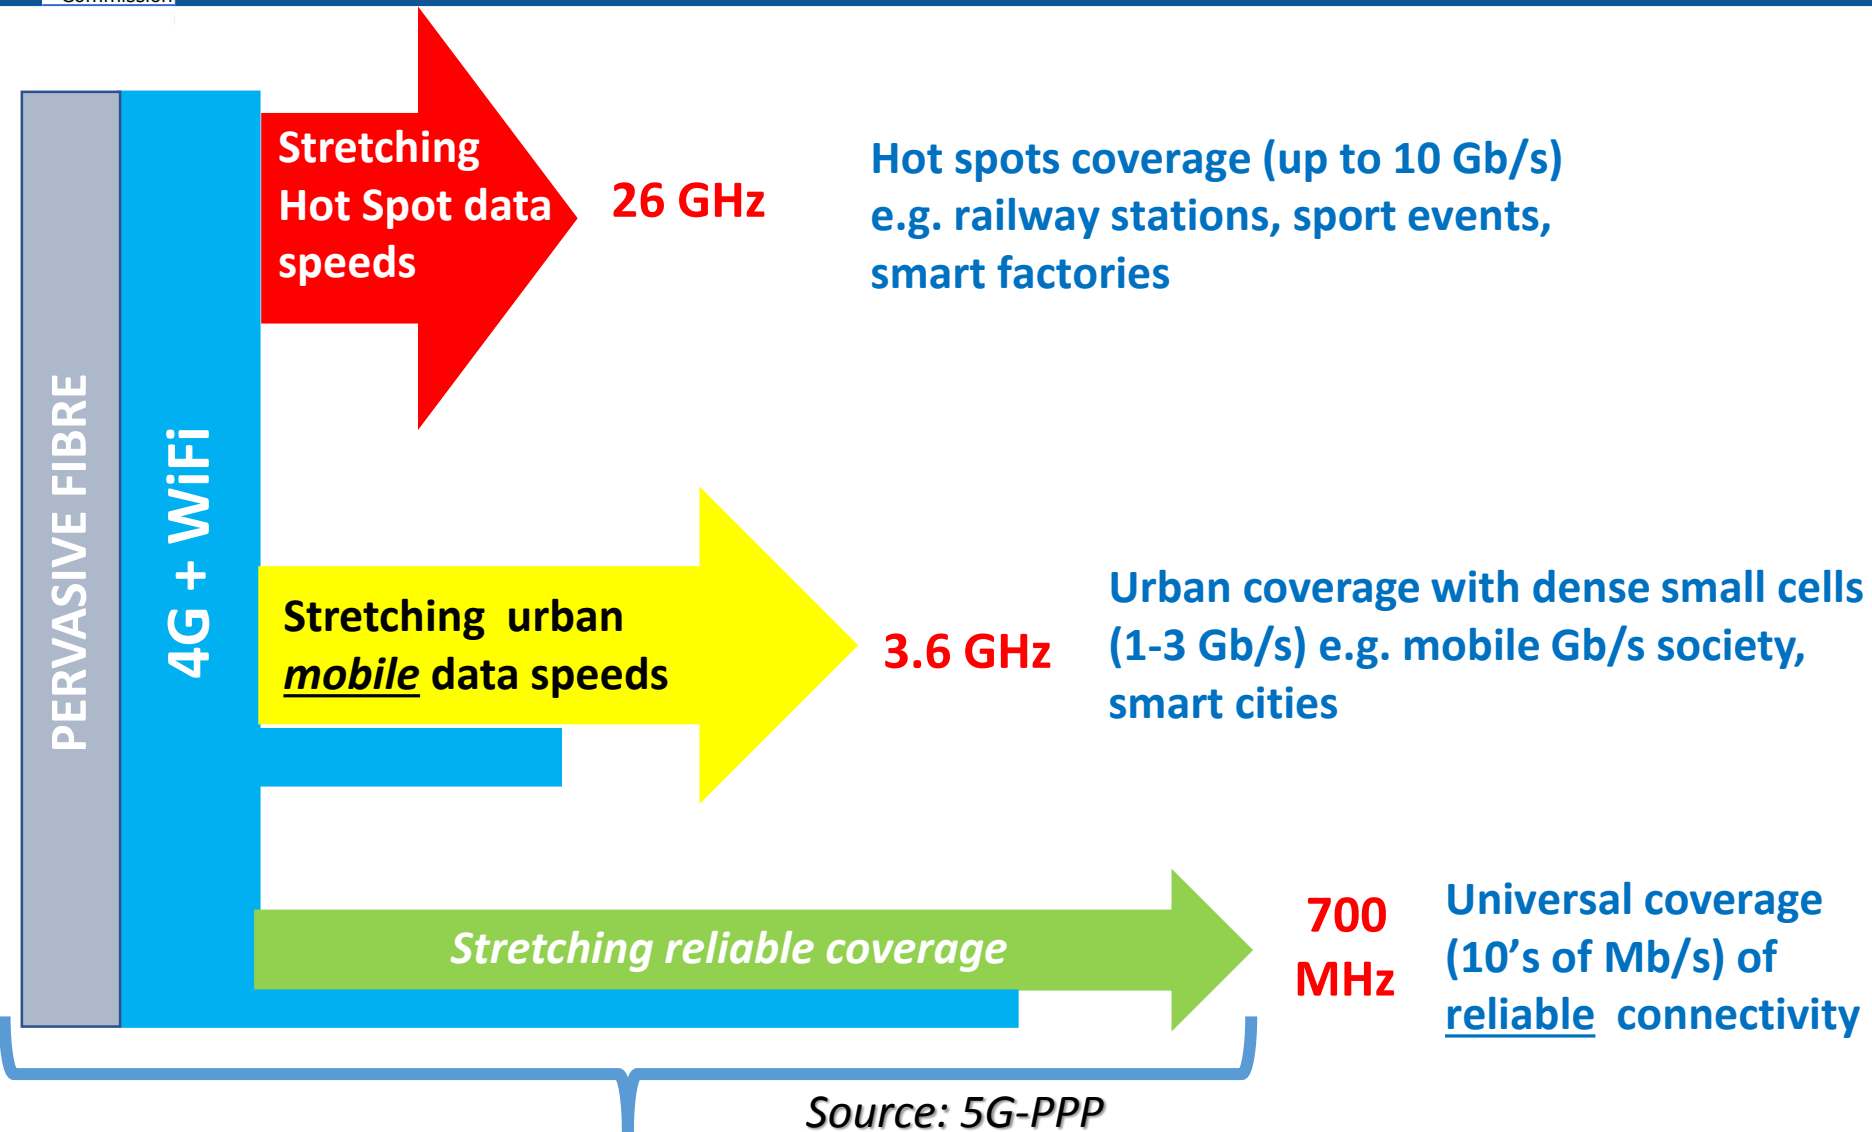 Commission
Stretching
Hot Spot data
speeds
26 GHz
Hot spots coverage (up to 10 Gb/s)
e.g. railway stations, sport events,
smart factories
PERVASIVE FIBRE
4G + WiFi
Stretching urban
mobile data speeds
3.6 GHz
Urban coverage with dense small cells
(1-3 Gb/s) e.g. mobile Gb/s society,
smart cities
Stretching reliable coverage
700
MHz
Universal coverage
(10’s of Mb/s) of
reliable connectivity
Source: 5G-PPP